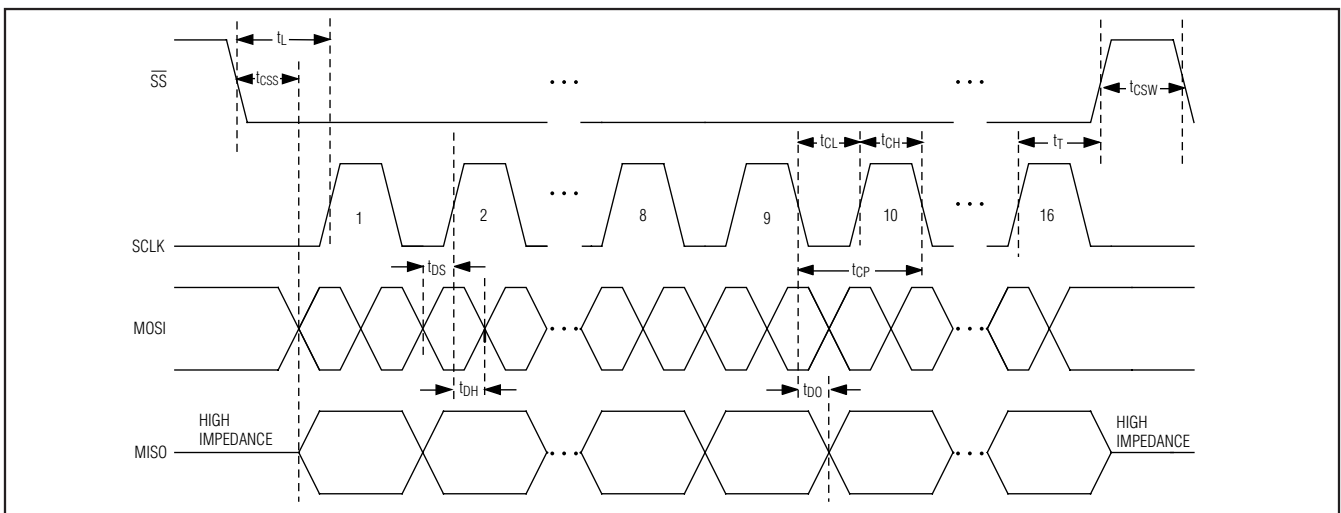 tL
tCSS
SS
...
...
tCSW
tCL
tCH
tT
1
2
...
8
9
10
...
16
SCLK
tDS
tCP
MOSI
...
...
tDH
tDO
HIGH
IMPEDANCE
HIGH
IMPEDANCE
MISO
...
...